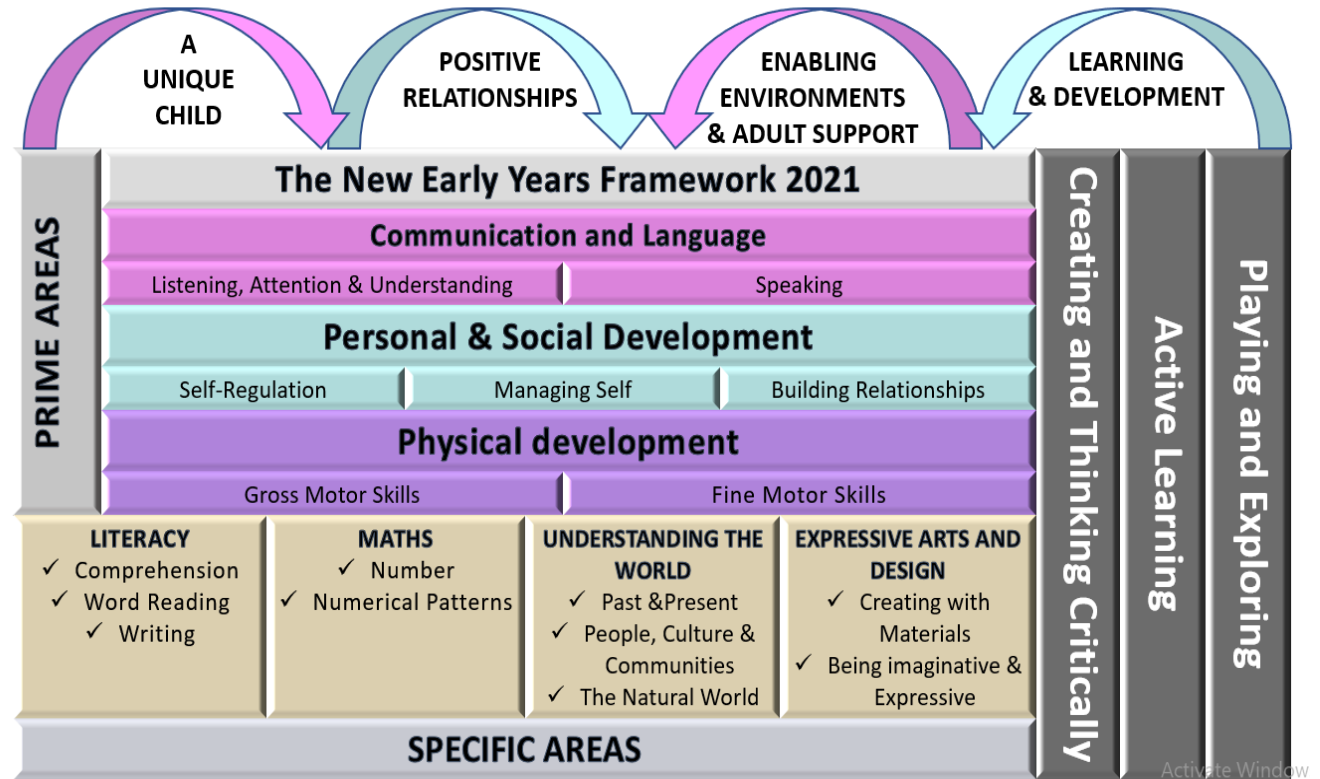 A
UNIQUE
CHILD
POSITIVE
RELATIONSHIPS
ENABLING
ENVIRONMENTS
& ADULT SUPPORT
LEARNING
& DEVELOPMENT
PRIME AREAS
The New Early Years Framework 2021
Communication and Language
Listening, Attention & Understanding
Speaking
Personal & Social Development
Self-Regulation
Managing Self
Building Relationships
Physical development
Gross Motor Skills
Fine Motor Skills
LITERACY
✓ Comprehension
✓ Word Reading
✓ Writing
MATHS
✓ Number
✓ Numerical Patterns
UNDERSTANDING THE
WORLD
✓ Past &Present
✓ People, Culture &
Communities
✓ The Natural World
EXPRESSIVE ARTS AND
DESIGN
✓ Creating with
Materials
✓ Being imaginative &
Expressive
SPECIFIC AREAS
Creating and Thinking Critically
Active Learning
Playing and Exploring
Activate Window